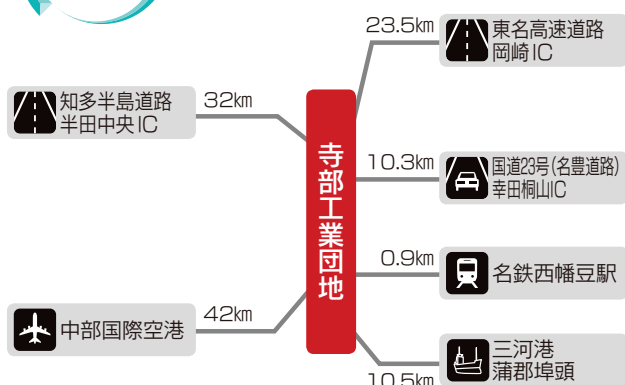 知多半島道路
半田中央IC
32km
中部国際空港
42km
寺部工業団地
23.5km
東名高速道路
岡崎IC
10.3km
国道23号(名豊道路)
幸田桐山IC
0.9km
名鉄西幡豆駅
三河港
蒲郡埠頭
10.5km